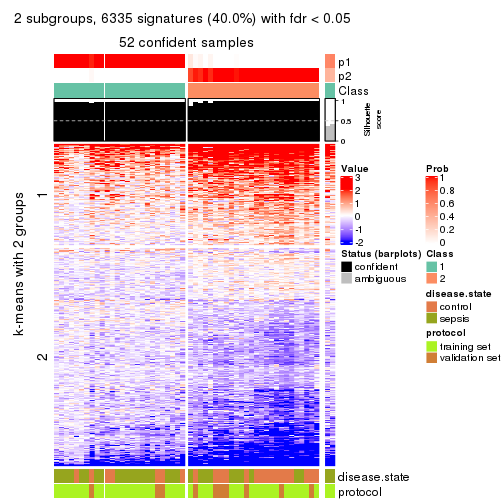 2 subgroups, 6335 signatures (40.0%) with fdr < 0.05
52 confident samples
p1
p2
Class
1
0.5
0
Silhouette
score
k-means with 2 groups
1
2
disease.state
protocol
Value
3
2
1
0
-1
-2
Prob
1
0.8
0.6
0.4
0.2
0
Status (barplots)
confident
ambiguous
Class
1
2
disease.state
control
sepsis
protocol
training set
validation set